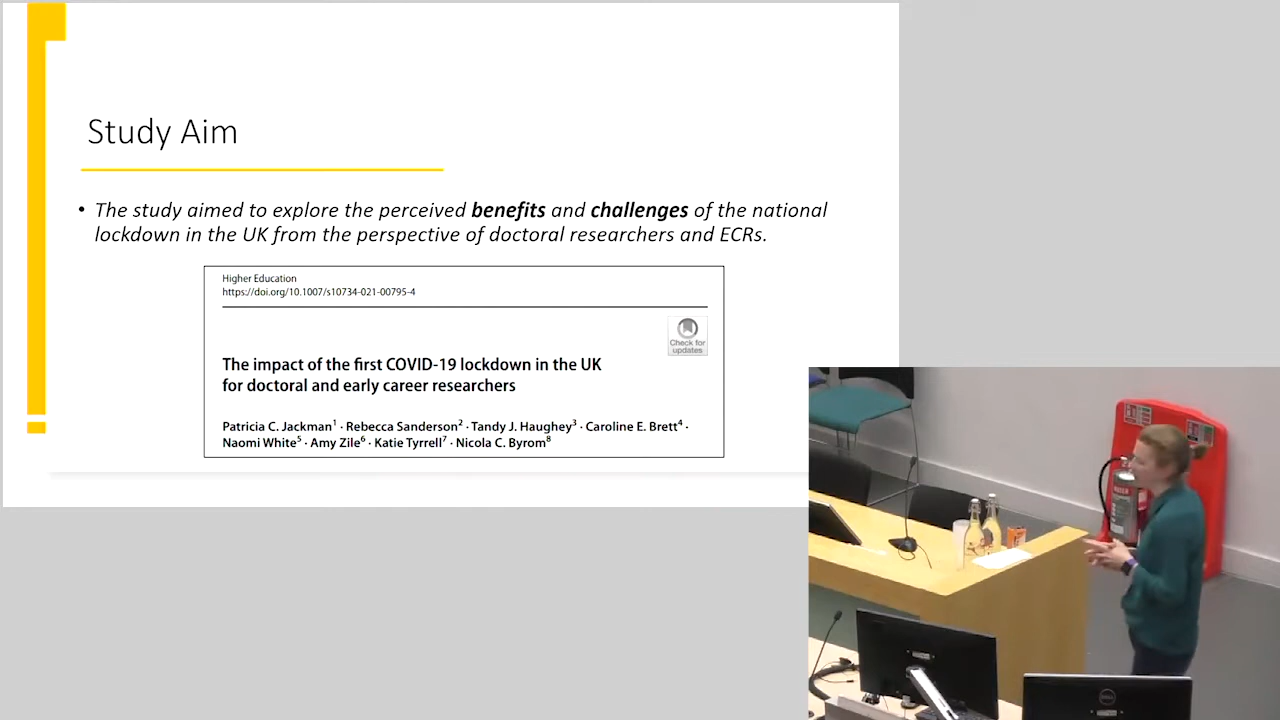 Study Aim
• The study aimed to explore the perceived benefits and challenges of the national
lockdown in the UK from the perspective of doctoral researchers and ECRs.
Higher Education
https://doi.org/10.1007/s10734-021-00795-4
Check for
updates
The impact of the first COVID-19 lockdown in the UK
for doctoral and early career researchers
Patricia C. Jackman1 · Rebecca Sanderson2 · Tandy J. Haughey3 · Caroline E. Brett4 ·
Naomi White5 · Amy Zile6 · Katie Tyrrell7 · Nicola C. Byrom8
DELL